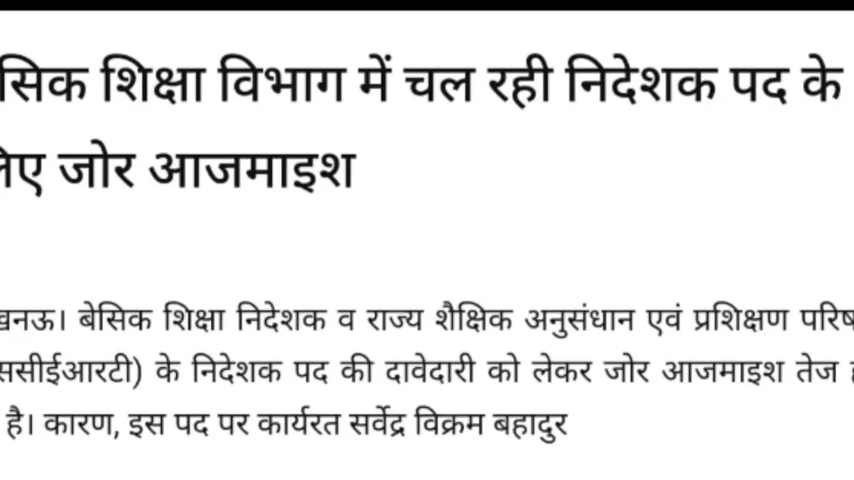 सिक शिक्षा विभाग में चल रही निदेशक पद के
जोर आजमाइश
खनऊ। बेसिक शिक्षा निदेशक व राज्य शैक्षिक अनुसंधान एवं प्रशिक्षण परिष
ससीईआरटी) के निदेशक पद की दावेदारी को लेकर जोर आजमाइश तेज
है। कारण, इस पद पर कार्यरत सर्वेद्र विक्रम बहादुर